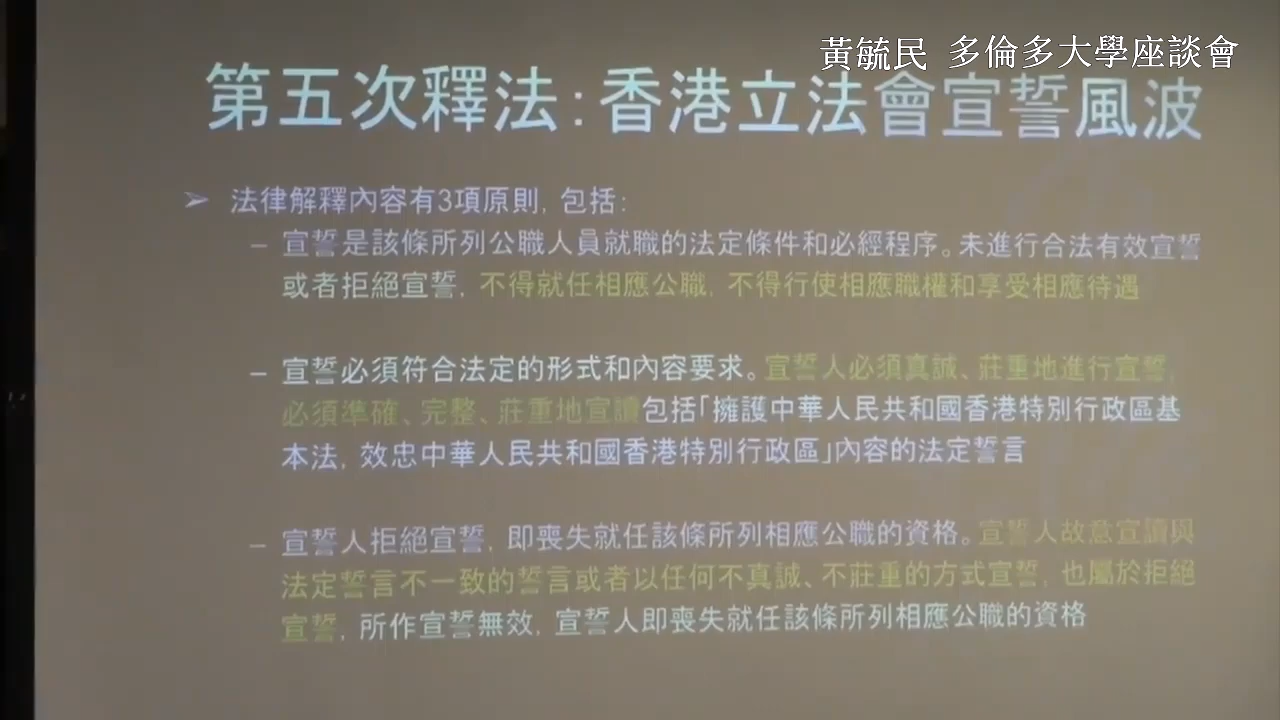 黃毓民 多倫多大學座談會
第五次釋法:香港立法會宣誓風波
➢ 法律解釋內容有3項原則, 包括:
– 宣誓是該條所列公職人員就職的法定條件和必經程序。未進行合法有效宣誓
或者拒絕宣誓, 不得就任相應公職, 不得行使相應職權和享受相應待遇
– 宣誓必須符合法定的形式和內容要求。宣誓人必須真誠、莊重地進行宣誓,
必須準確、完整、莊重地宣讀包括「擁護中華人民共和國香港特別行政區基
本法, 效忠中華人民共和國香港特別行政區」內容的法定誓言
– 宣誓人拒絕宣誓, 即喪失就任該條所列相應公職的資格。宣誓人故意宣讀與
法定誓言不一致的誓言或者以任何不真誠、不莊重的方式宣誓, 也屬於拒絕
宣誓, 所作宣誓無效, 宣誓人即喪失就任該條所列相應公職的資格